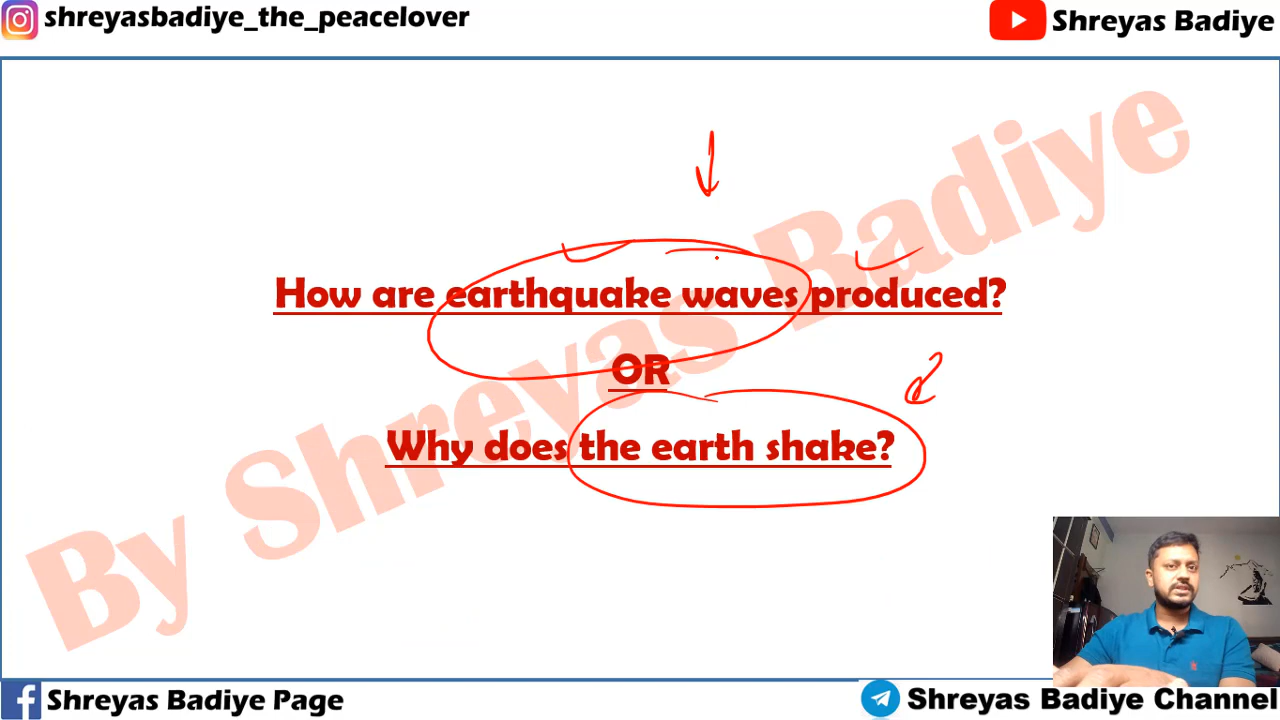 shreyasbadiye_the_peacelover
Shreyas Badiye
By Shreyas Badiye
How are earthquake waves produced?
OR
Why does the earth shake?
Shreyas Badiye Page
Shreyas Badiye Channel